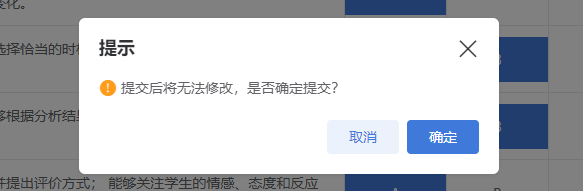 变化。
提示
选择恰当的时
提交后将无法修改，是否确定提交？
根据分析结
取消
确定
并提出评价方式； 能够关注学生的情感、态度和反应